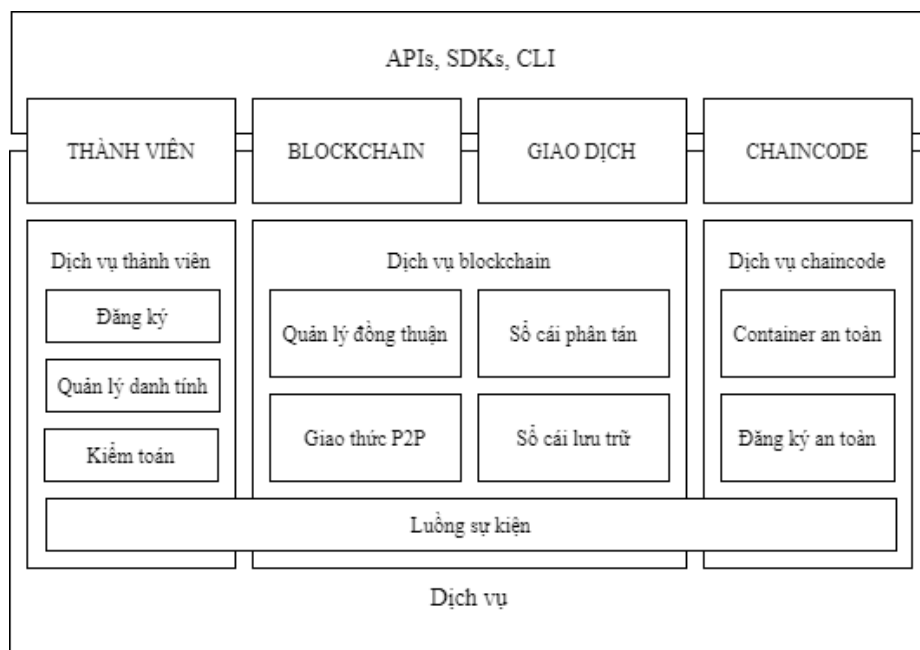 APIs, SDKs, CLI
THÀNH VIÊN
BLOCKCHAIN
GIAO DỊCH
CHAINCODE
Dịch vụ thành viên
Đăng ký
Quản lý danh tính
Kiểm toán
Dịch vụ blockchain
Quản lý đồng thuận
Sổ cái phân tán
Giao thức P2P
Sổ cái lưu trữ
Dịch vụ chaincode
Container an toàn
Đăng ký an toàn
Luồng sự kiện
Dịch vụ